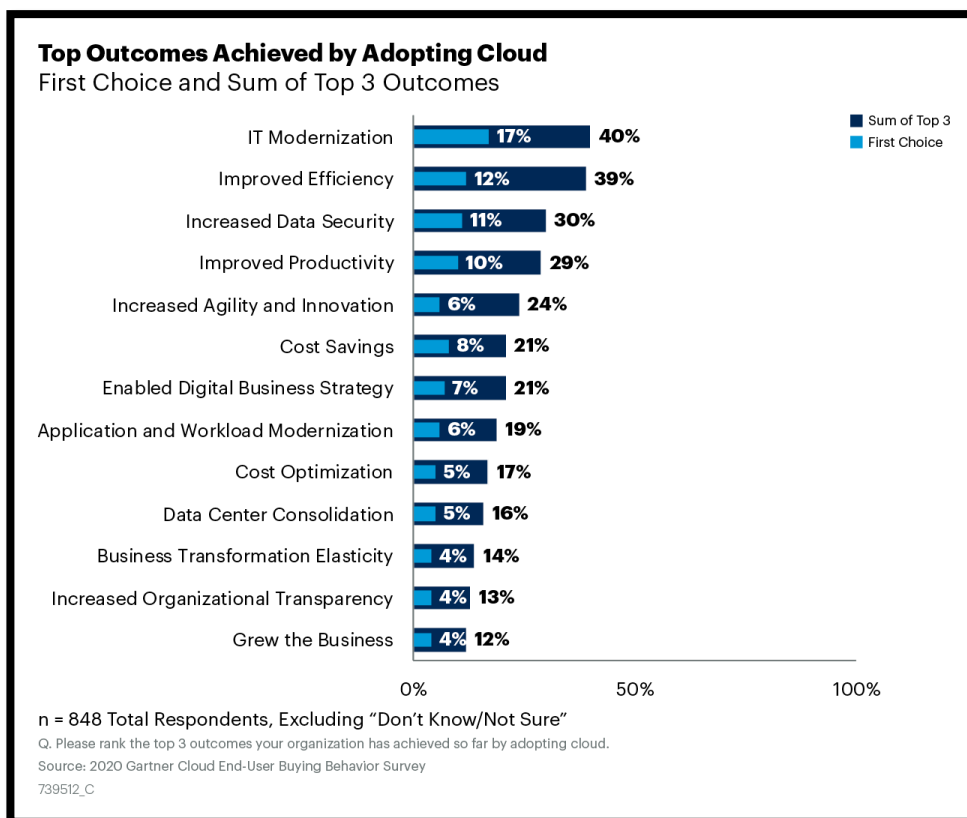 Top Outcomes Achieved by Adopting Cloud
First Choice and Sum of Top 3 Outcomes
Sum of Top 3
First Choice
IT Modernization 17% 40%
Improved Efficiency 12% 39%
Increased Data Security 11% 30%
Improved Productivity 10% 29%
Increased Agility and Innovation 6% 24%
Cost Savings 8% 21%
Enabled Digital Business Strategy 7% 21%
Application and Workload Modernization 6% 19%
Cost Optimization 5% 17%
Data Center Consolidation 5% 16%
Business Transformation Elasticity 4% 14%
Increased Organizational Transparency 4% 13%
Grew the Business 4% 12%
0% 50% 100%
n = 848 Total Respondents, Excluding “Don’t Know/Not Sure”
Q. Please rank the top 3 outcomes your organization has achieved so far by adopting cloud.
Source: 2020 Gartner Cloud End-User Buying Behavior Survey
739512_C